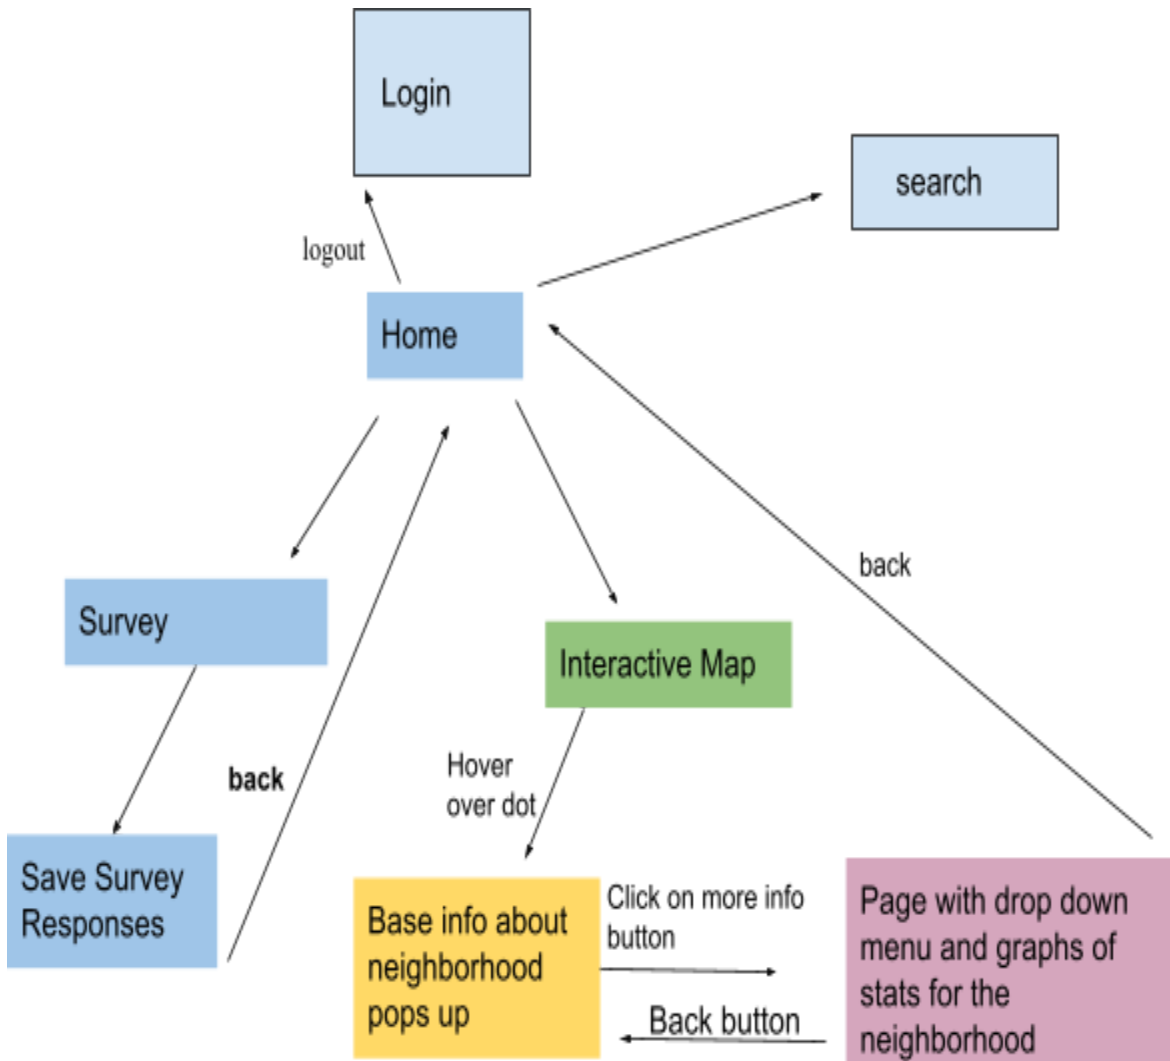 Login
search
logout
Home
back
Survey
Interactive Map
Hover
over dot
back
Save Survey
Responses
Base info about
neighborhood
pops up
Click on more info
button
Back button
Page with drop down
menu and graphs of
stats for the
neighborhood